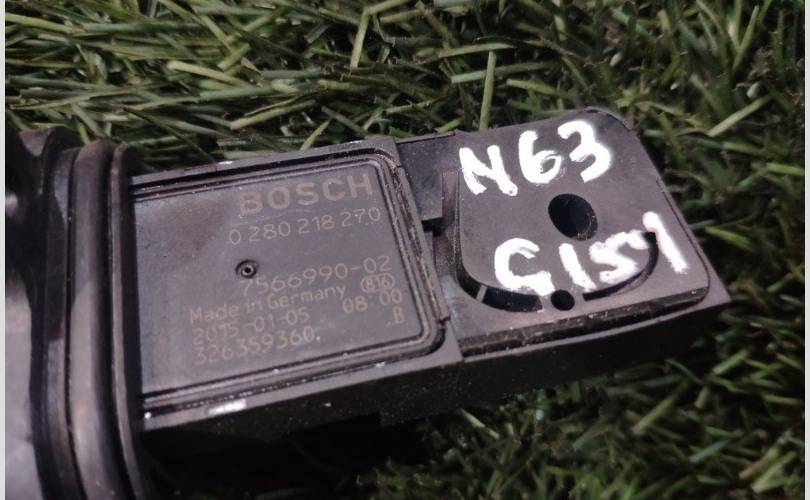 BOSCH
0 280 218 270
7566990-02
Made in Germany 816
2015-01-05 08:00
326359360. B
N63
G151